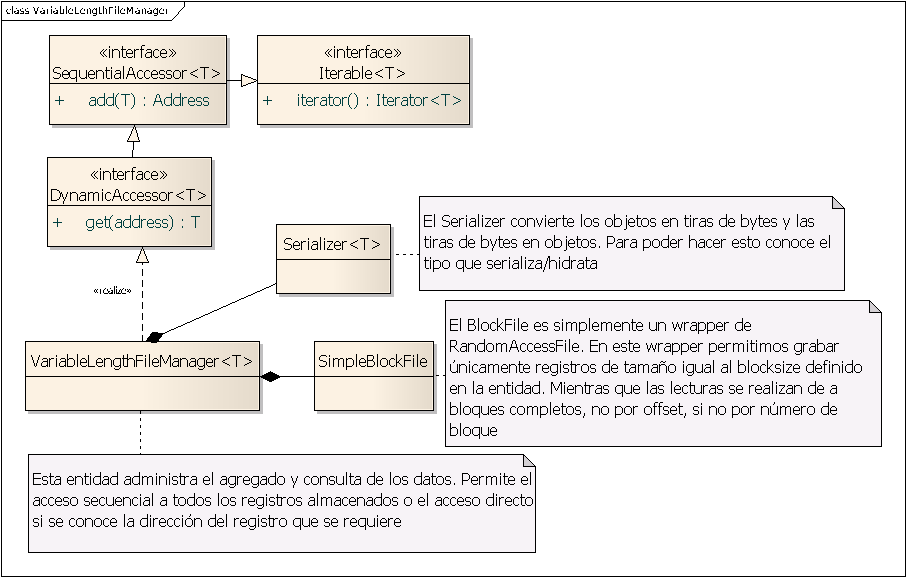 class VariableLengthFileManager
«interface»
SequentialAccessor<T>
+ add(T) : Address
«interface»
Iterable<T>
+ iterator() : Iterator<T>
«interface»
DynamicAccessor<T>
+ get(address) : T
Serializer<T>
El Serializer convierte los objetos en tiras de bytes y las
tiras de bytes en objetos. Para poder hacer esto conoce el
tipo que serializa/hidrata
«realize»
VariableLengthFileManager<T>
SimpleBlockFile
El BlockFile es simplemente un wrapper de
RandomAccessFile. En este wrapper permitimos grabar
únicamente registros de tamaño igual al blocksize definido
en la entidad. Mientras que las lecturas se realizan de a
bloques completos, no por offset, si no por número de
bloque
Esta entidad administra el agregado y consulta de los datos. Permite el
acceso secuencial a todos los registros almacenados o el acceso directo
si se conoce la dirección del registro que se requiere